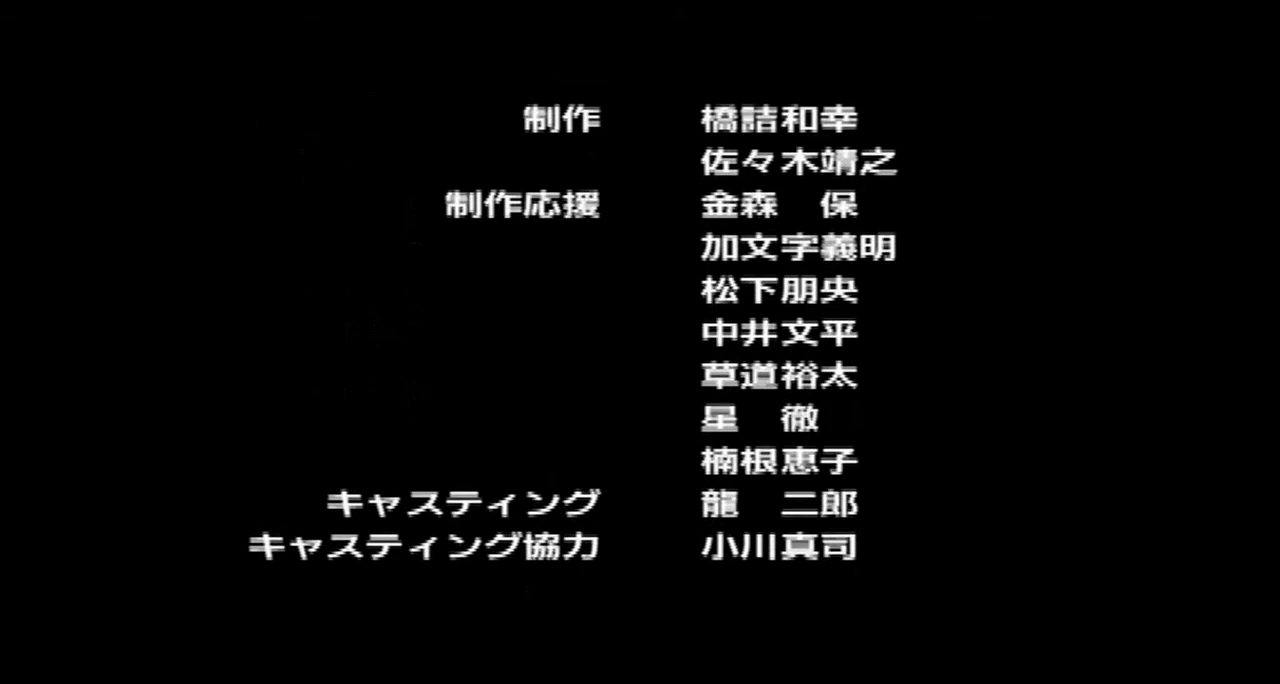 制作 橋詰和幸
佐々木靖之
制作応援 金森 保
加文字義明
松下朋央
中井文平
草道裕太
星 徹
楠根恵子
キャスティング 龍 二郎
キャスティング協力 小川真司